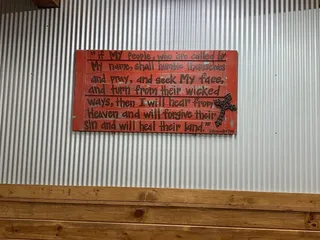 "if My people, who are called by
My name, shall humble themselves
and pray, and seek My face,
and turn from their wicked
ways, then I will hear from
Heaven and will forgive their
sin and will heal their land."